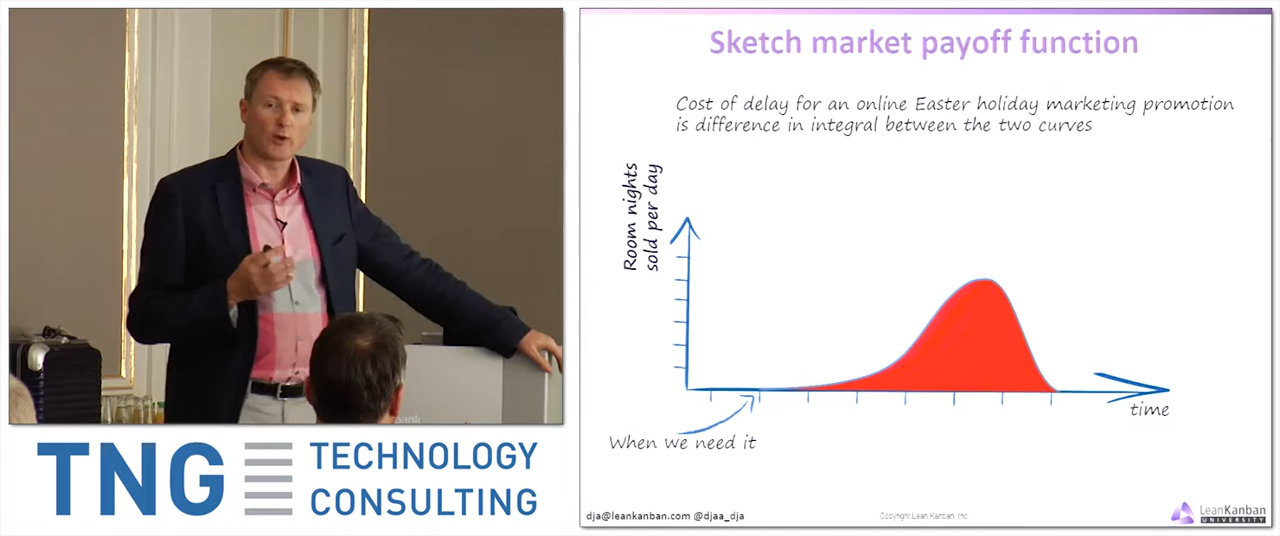 Sketch market payoff function
Cost of delay for an online Easter holiday marketing promotion
is difference in integral between the two curves
Room nights
sold per day
time
When we need it
TNG TECHNOLOGY
CONSULTING
dja@leankanban.com @djaa_dja
Copyright Lean Kanban Inc.
LeanKanban
UNIVERSITY